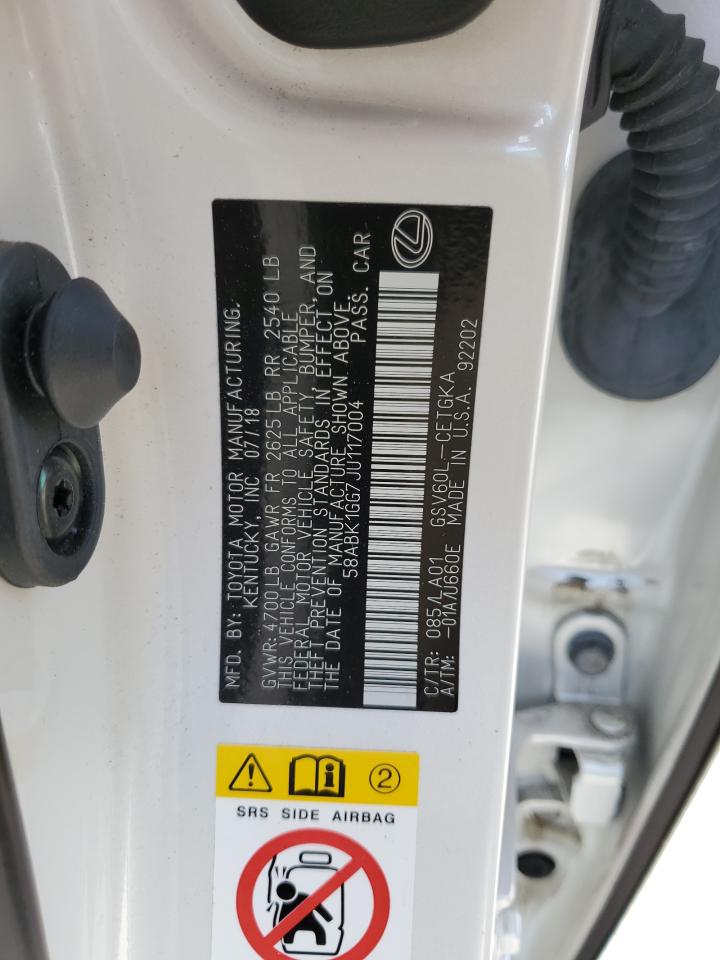 MFD. BY: TOYOTA MOTOR MANUFACTURING,
KENTUCKY, INC 07/18
GVWR: 4700LB GAWR FR 2625LB RR 2540 LB
THIS VEHICLE CONFORMS TO ALL APPLICABLE
FEDERAL MOTOR VEHICLE SAFETY, BUMPER, AND
THEFT PREVENTION STANDARDS IN EFFECT ON
THE DATE OF MANUFACTURE SHOWN ABOVE.
58ABK1GG7JU117004 PASS. CAR
C/TR: 085/LA01 GSV60L-CETGKA
A/TM: -01A/U660E MADE IN U.S.A. 92202
2
SRS SIDE AIRBAG